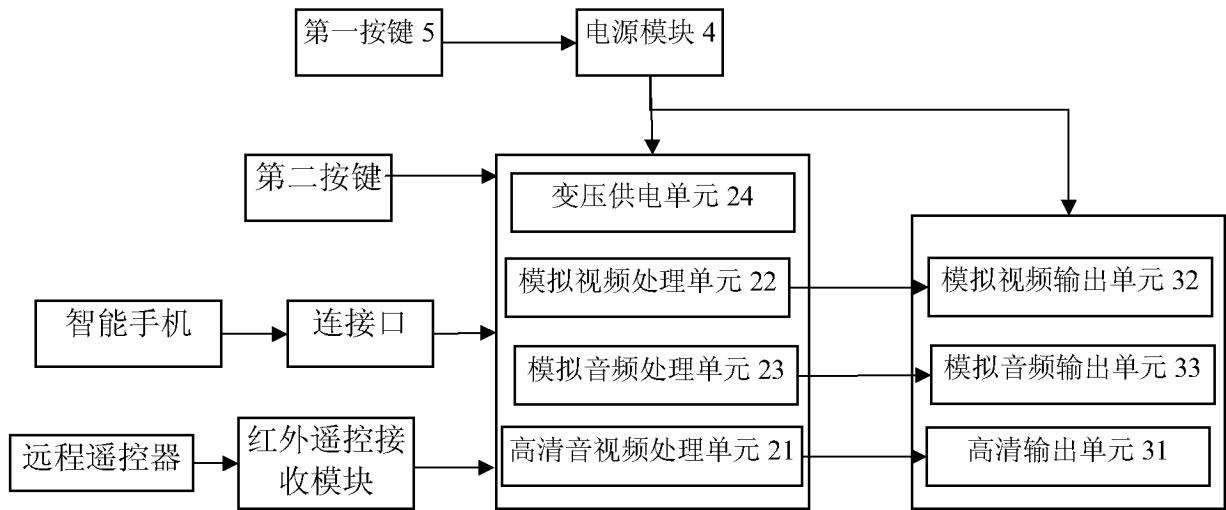 第一按键 5
电源模块 4
第二按键
变压供电单元 24
模拟视频处理单元 22
模拟视频输出单元 32
智能手机
连接口
模拟音频处理单元 23
模拟音频输出单元 33
远程遥控器
红外遥控接
收模块
高清音视频处理单元 21
高清输出单元 31